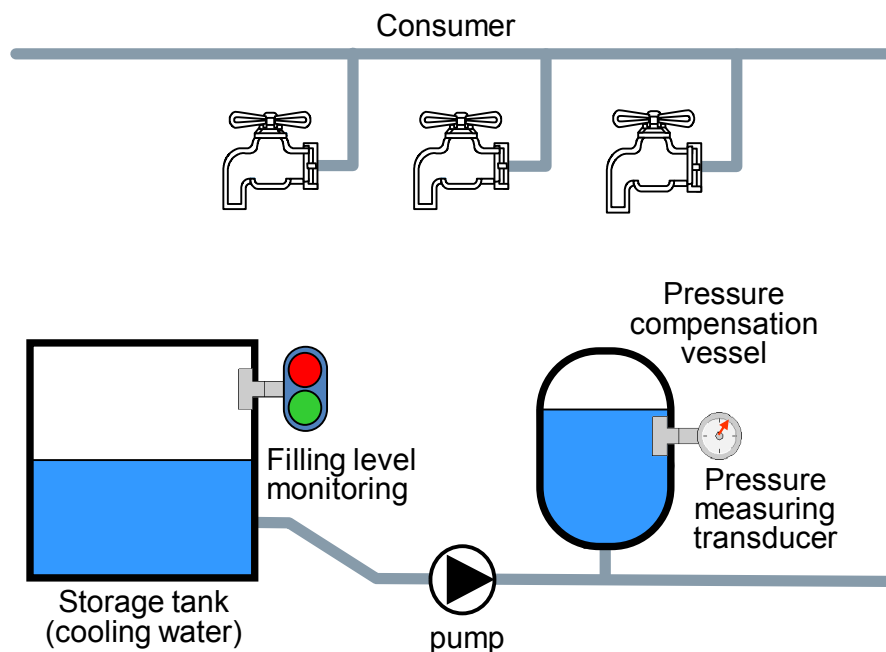 Consumer
Pressure
compensation
vessel
Filling level
monitoring
Pressure
measuring
transducer
Storage tank
(cooling water)
pump